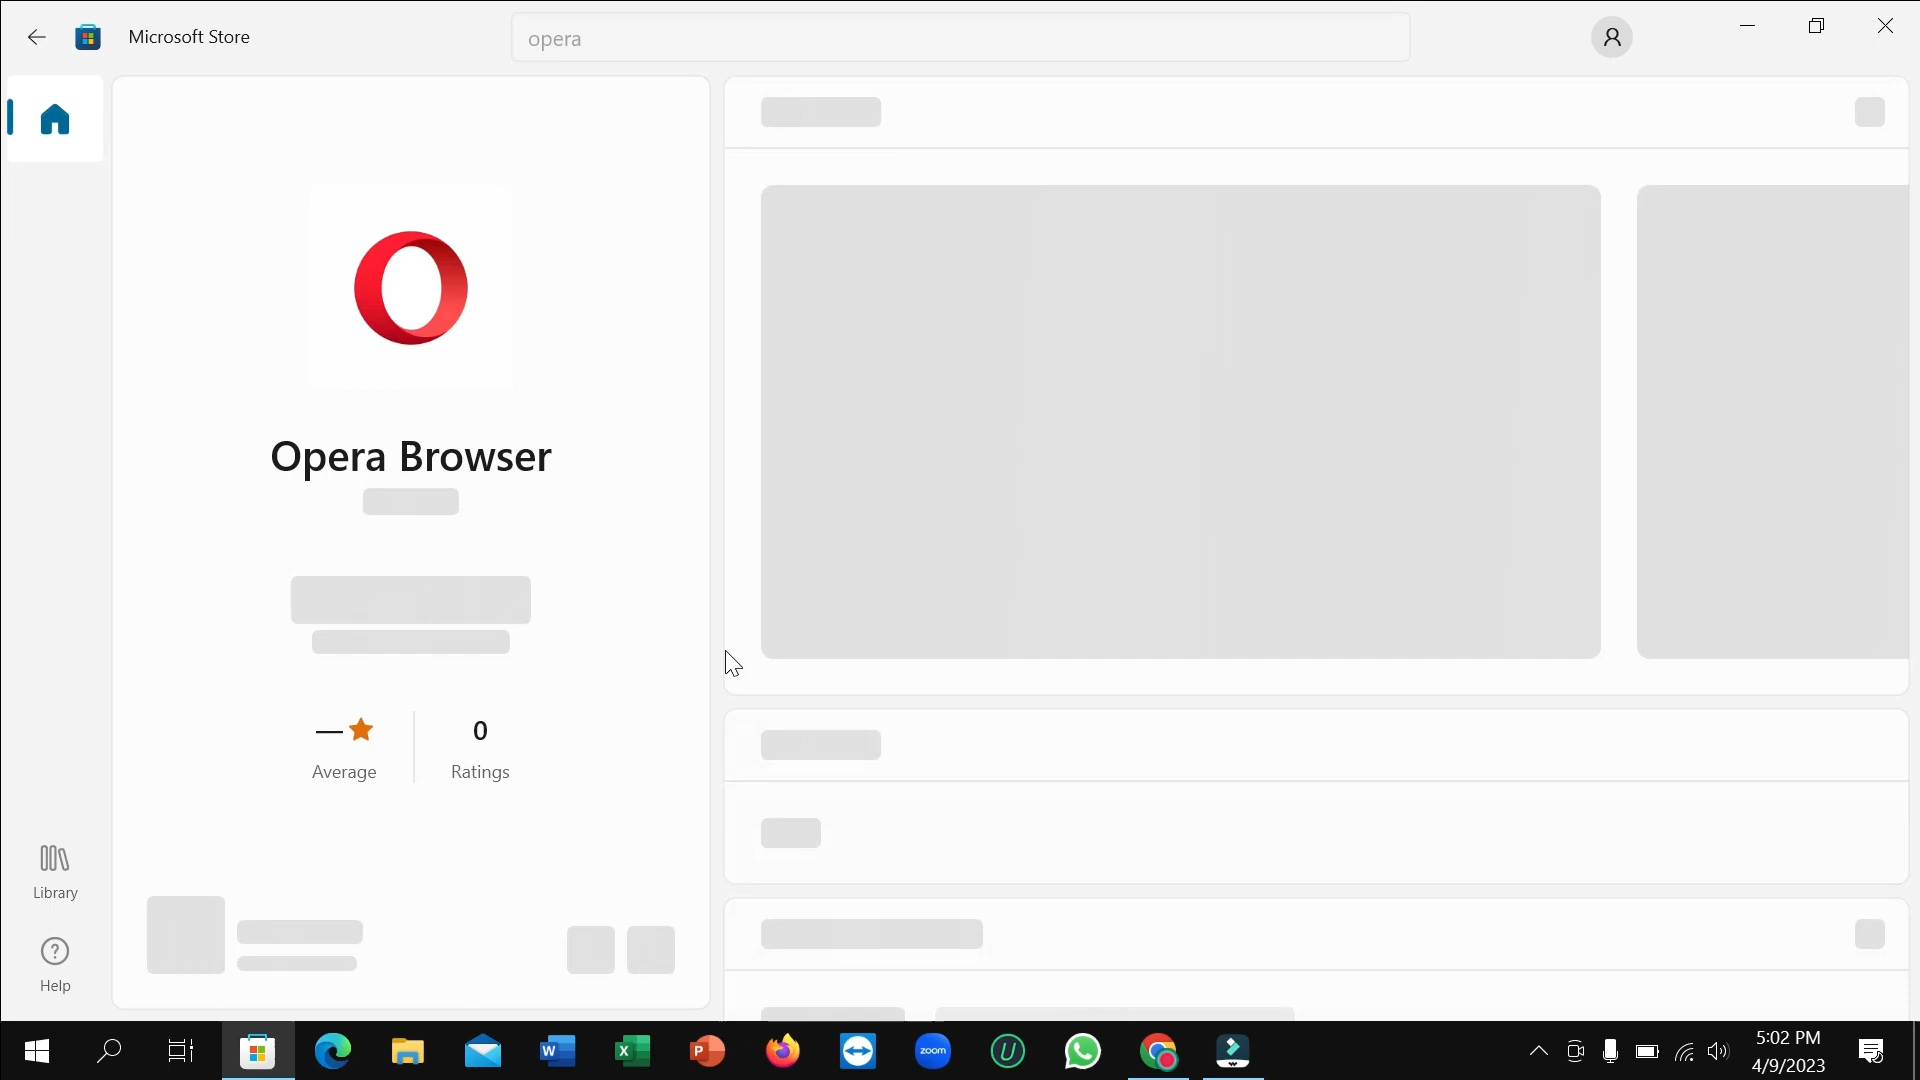 Microsoft Store
opera
Opera Browser
—
0
Average
Ratings
Library
?
Help
W
X
P
zoom
U
5:02 PM
4/9/2023